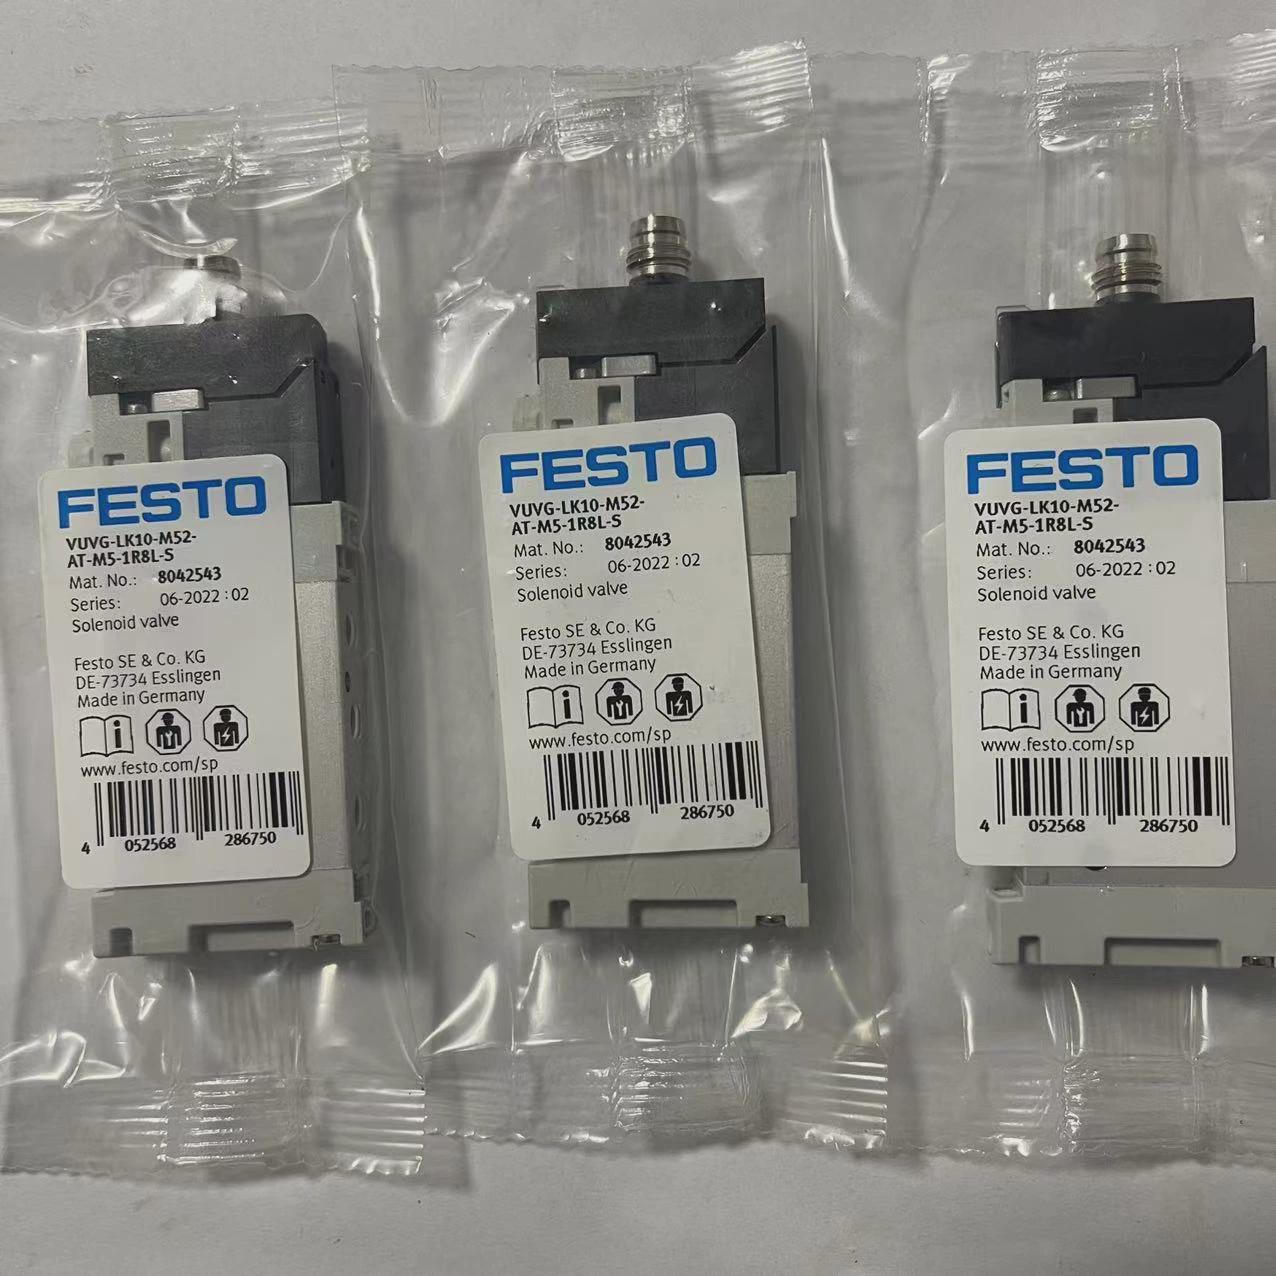 FESTO
VUVG-LK10-M52-
AT-M5-1R8L-S
Mat. No.: 8042543
Series: 06-2022 : 02
Solenoid valve
Festo SE & Co. KG
DE-73734 Esslingen
Made in Germany
www.festo.com/sp
4 052568 286750
FESTO
VUVG-LK10-M52-
AT-M5-1R8L-S
Mat. No.: 8042543
Series: 06-2022 : 02
Solenoid valve
Festo SE & Co. KG
DE-73734 Esslingen
Made in Germany
www.festo.com/sp
4 052568 286750
FESTO
VUVG-LK10-M52-
AT-M5-1R8L-S
Mat. No.: 8042543
Series: 06-2022 : 02
Solenoid valve
Festo SE & Co. KG
DE-73734 Esslingen
Made in Germany
www.festo.com/sp
4 052568 286750